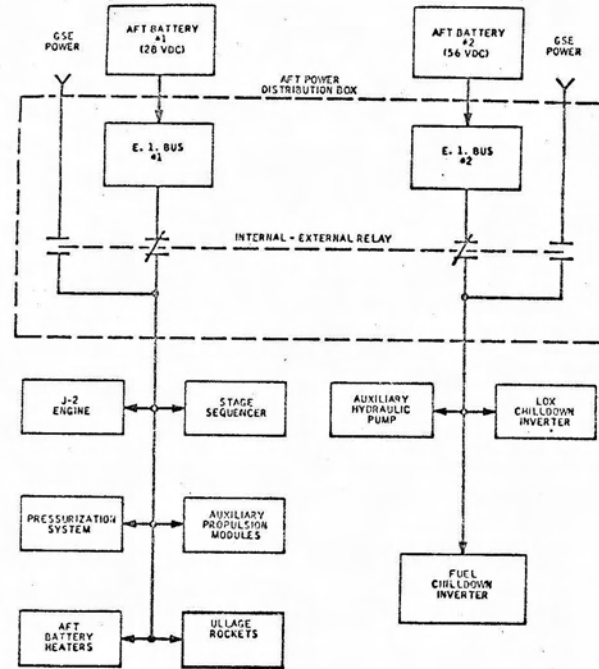 GSE
POWER
AFT BATTERY
#1
(28 VDC)
AFT BATTERY
#2
(56 VDC)
GSE
POWER
AFT POWER
DISTRIBUTION BOX
E. I. BUS
#1
E. I. BUS
#2
INTERNAL - EXTERNAL RELAY
J-2
ENGINE
STAGE
SEQUENCER
AUXILIARY
HYDRAULIC
PUMP
LOX
CHILLDOWN
INVERTER
PRESSURIZATION
SYSTEM
AUXILIARY
PROPULSION
MODULES
FUEL
CHILLDOWN
INVERTER
AFT
BATTERY
HEATERS
ULLAGE
ROCKETS